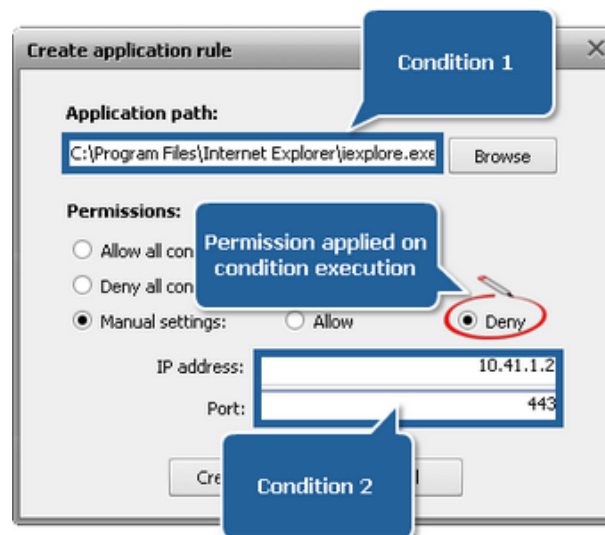 Create application rule
Condition 1
Application path:
C:\Program Files\Internet Explorer\iexplore.exe
Browse
Permissions:
Allow all con
Permission applied on
condition execution
Deny all con
Manual settings:
Allow
Deny
IP address:
10.41.1.2
Port:
443
Condition 2